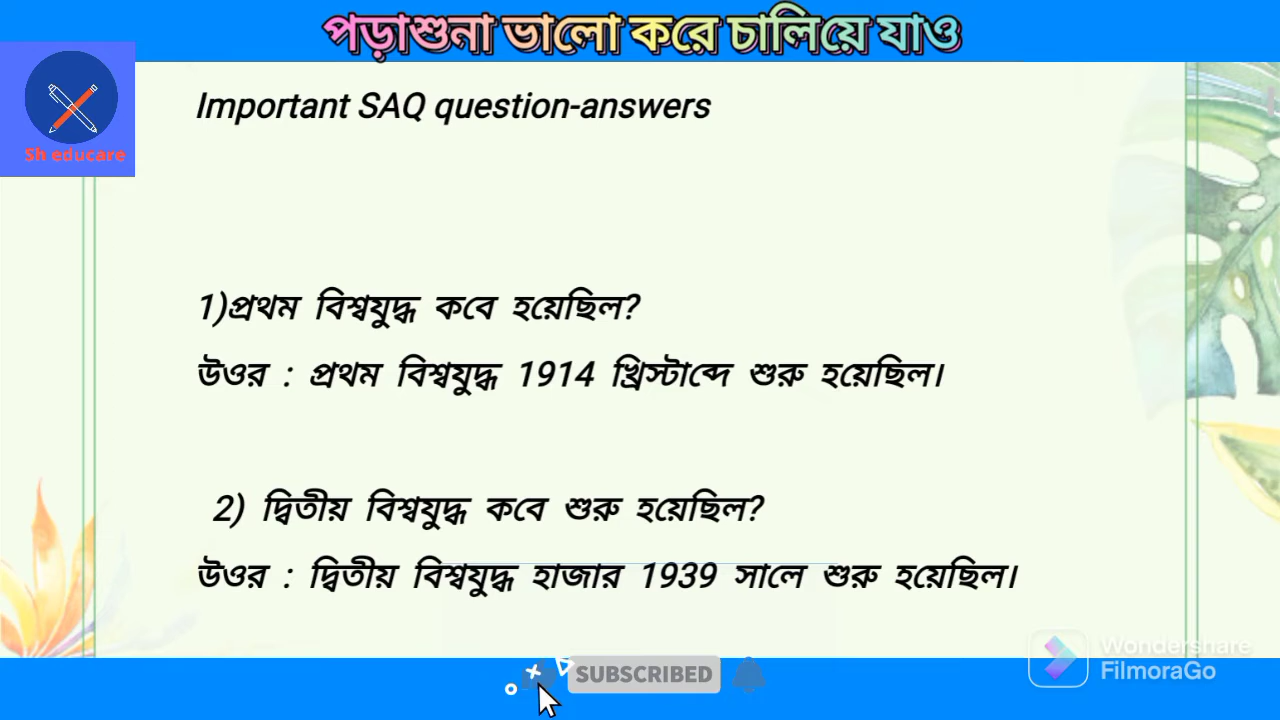 পড়াশুনা ভালো করে চালিয়ে যাও
Sh educare
Important SAQ question-answers
1)প্রথম বিশ্বযুদ্ধ কবে হয়েছিল?
উওর : প্রথম বিশ্বযুদ্ধ 1914 খ্রিস্টাব্দে শুরু হয়েছিল।
2) দ্বিতীয় বিশ্বযুদ্ধ কবে শুরু হয়েছিল?
উওর : দ্বিতীয় বিশ্বযুদ্ধ হাজার 1939 সালে শুরু হয়েছিল।
SUBSCRIBED
Wondershare
FilmoraGo